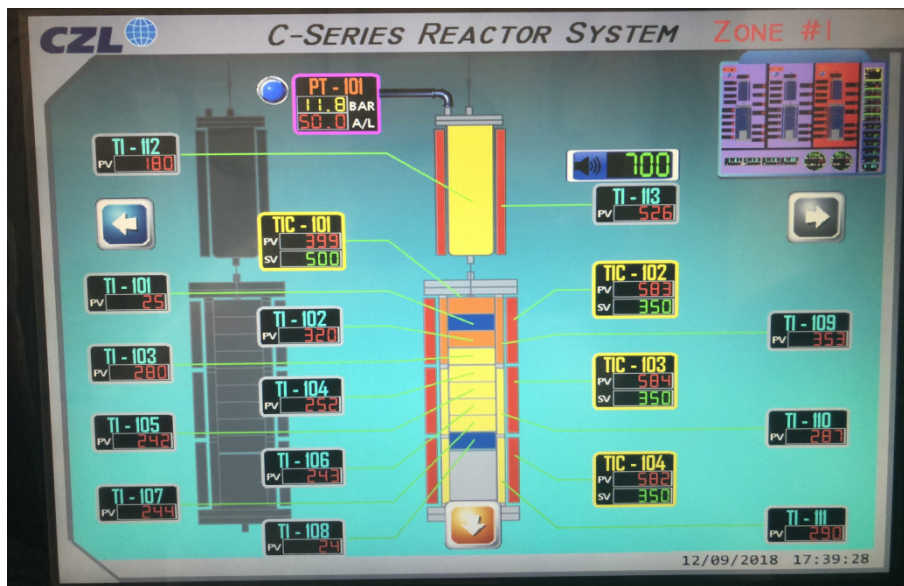 CZL
C-SERIES REACTOR SYSTEM
ZONE #1
PT - 101
11.8 BAR
50.0 A/L
TI - 112
PV 180
700
TI - 113
PV 526
TIC - 101
PV 399
SV 500
TIC - 102
PV 583
SV 350
TI - 101
PV 25
TI - 102
PV 320
TI - 109
PV 353
TI - 103
PV 280
TIC - 103
PV 584
SV 350
TI - 104
PV 252
TI - 105
PV 242
TI - 110
PV 287
TI - 106
PV 243
TIC - 104
PV 582
SV 350
TI - 107
PV 244
TI - 108
PV 24
TI - 111
PV 290
12/09/2018 17:39:28